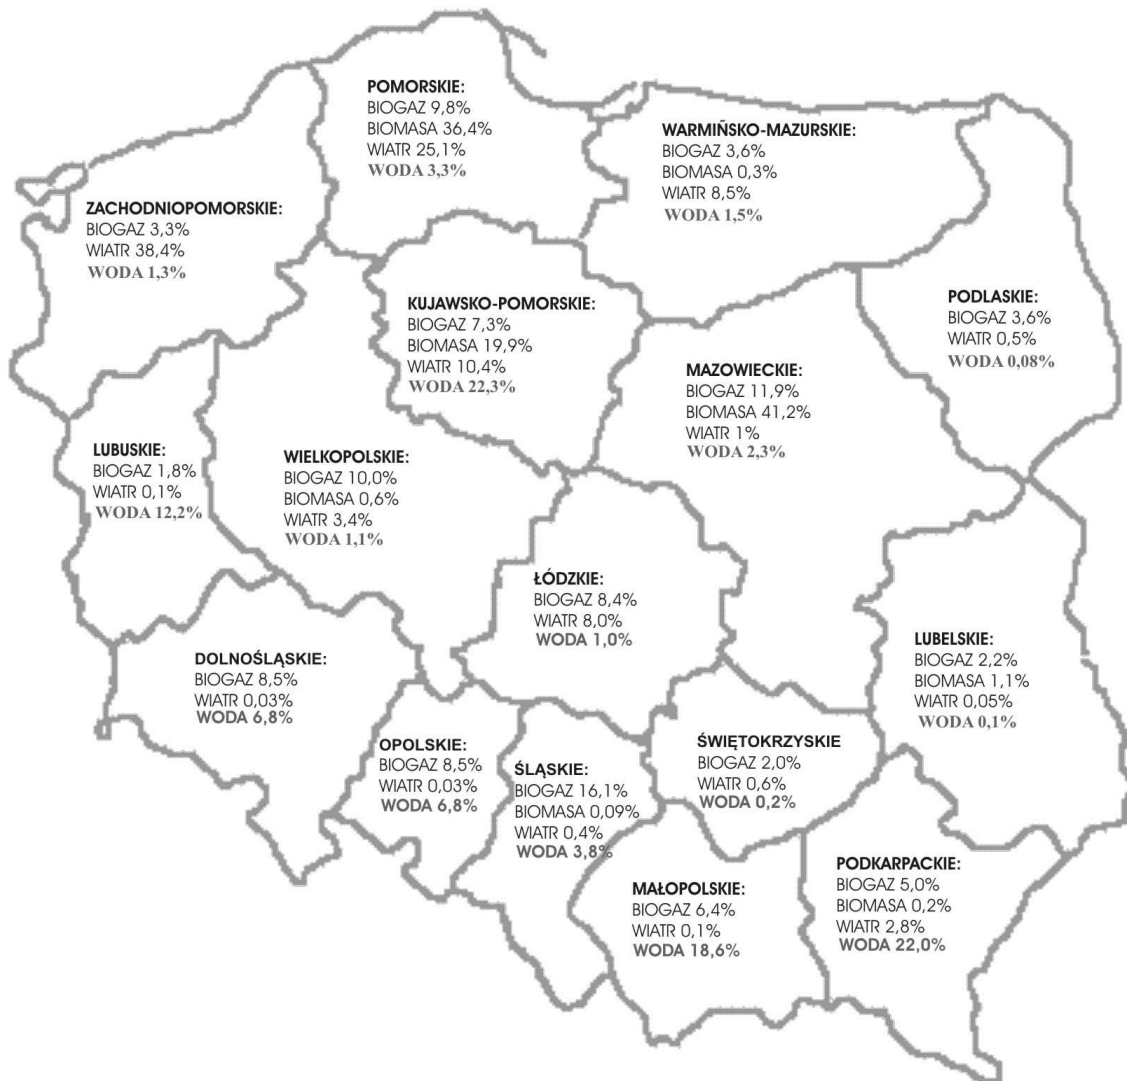 POMORSKIE:
BIOGAZ 9,8%
BIOMASA 36,4%
WIATR 25,1%
WODA 3,3%
WARMIŃSKO-MAZURSKIE:
BIOGAZ 3,6%
BIOMASA 0,3%
WIATR 8,5%
WODA 1,5%
ZACHODNIOPOMORSKIE:
BIOGAZ 3,3%
WIATR 38,4%
WODA 1,3%
KUJAWSKO-POMORSKIE:
BIOGAZ 7,3%
BIOMASA 19,9%
WIATR 10,4%
WODA 22,3%
PODLASKIE:
BIOGAZ 3,6%
WIATR 0,5%
WODA 0,08%
MAZOWIECKIE:
BIOGAZ 11,9%
BIOMASA 41,2%
WIATR 1%
WODA 2,3%
LUBUSKIE:
BIOGAZ 1,8%
WIATR 0,1%
WODA 12,2%
WIELKOPOLSKIE:
BIOGAZ 10,0%
BIOMASA 0,6%
WIATR 3,4%
WODA 1,1%
ŁÓDZKIE:
BIOGAZ 8,4%
WIATR 8,0%
WODA 1,0%
LUBELSKIE:
BIOGAZ 2,2%
BIOMASA 1,1%
WIATR 0,05%
WODA 0,1%
DOLNOŚLĄSKIE:
BIOGAZ 8,5%
WIATR 0,03%
WODA 6,8%
OPOLSKIE:
BIOGAZ 8,5%
WIATR 0,03%
WODA 6,8%
ŚLĄSKIE:
BIOGAZ 16,1%
BIOMASA 0,09%
WIATR 0,4%
WODA 3,8%
ŚWIĘTOKRZYSKIE
BIOGAZ 2,0%
WIATR 0,6%
WODA 0,2%
MAŁOPOLSKIE:
BIOGAZ 6,4%
WIATR 0,1%
WODA 18,6%
PODKARPACKIE:
BIOGAZ 5,0%
BIOMASA 0,2%
WIATR 2,8%
WODA 22,0%